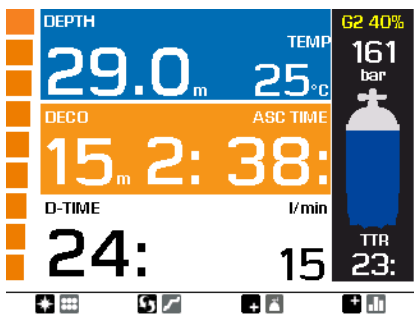 DEPTH
TEMP
29.0m 25°C
DECO ASC TIME
15m 2: 38:
D-TIME l/min
24: 15
G2 40%
161
bar
TTR
23: